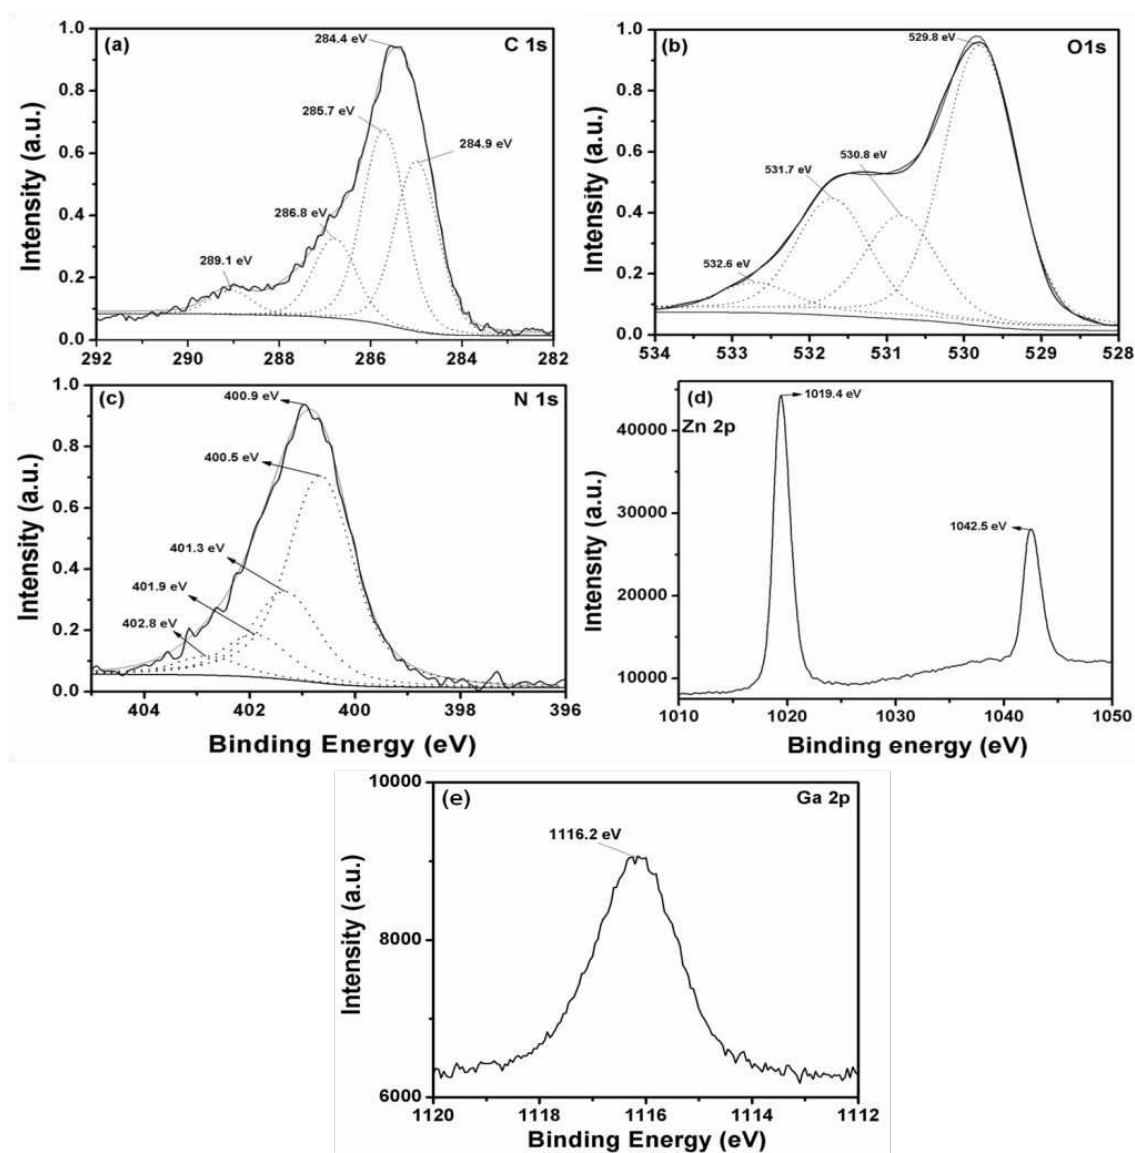 (a)
C 1s
284.4 eV
285.7 eV
284.9 eV
286.8 eV
289.1 eV
Intensity (a.u.)
1.0
0.8
0.6
0.4
0.2
0.0
292 290 288 286 284 282
(b)
O1s
529.8 eV
530.8 eV
531.7 eV
532.6 eV
Intensity (a.u.)
1.0
0.8
0.6
0.4
0.2
0.0
534 533 532 531 530 529 528
(c)
N 1s
400.9 eV
400.5 eV
401.3 eV
401.9 eV
402.8 eV
Intensity (a.u.)
1.0
0.8
0.6
0.4
0.2
0.0
404 402 400 398 396
Binding Energy (eV)
(d)
Zn 2p
1019.4 eV
1042.5 eV
Intensity (a.u.)
40000
30000
20000
10000
1010 1020 1030 1040 1050
Binding energy (eV)
(e)
Ga 2p
1116.2 eV
Intensity (a.u.)
10000
8000
6000
1120 1118 1116 1114 1112
Binding Energy (eV)